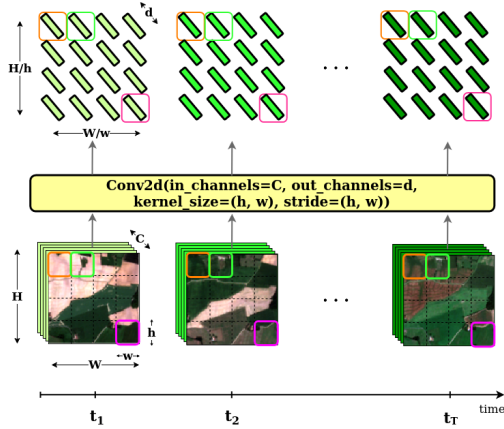 d
H/h
. . .
W/w
Conv2d(in_channels=C, out_channels=d,
kernel_size=(h, w), stride=(h, w))
C
H
. . .
h
w
W
time
t1
t2
tT